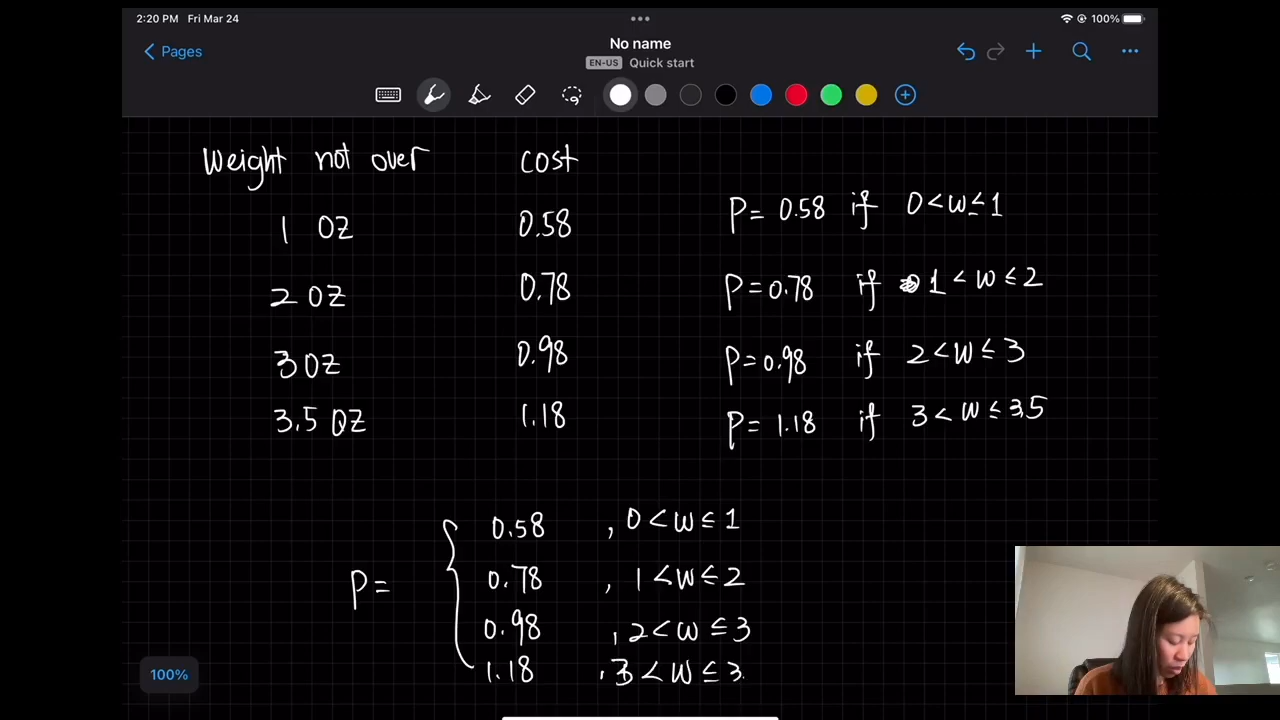 2:20 PM Fri Mar 24
100%
Pages
No name
EN-US Quick start
Weight not over cost
1 OZ 0.58 P= 0.58 if 0<W≤1
2 OZ 0.78 P=0.78 if 1<W≤2
3 OZ 0.98 P=0.98 if 2<W≤3
3.5 OZ 1.18 P= 1.18 if 3<W≤3.5
P=
0.58 , 0<W≤1
0.78 , 1<W≤2
0.98 , 2<W≤3
1.18 , 3<W≤3.
100%